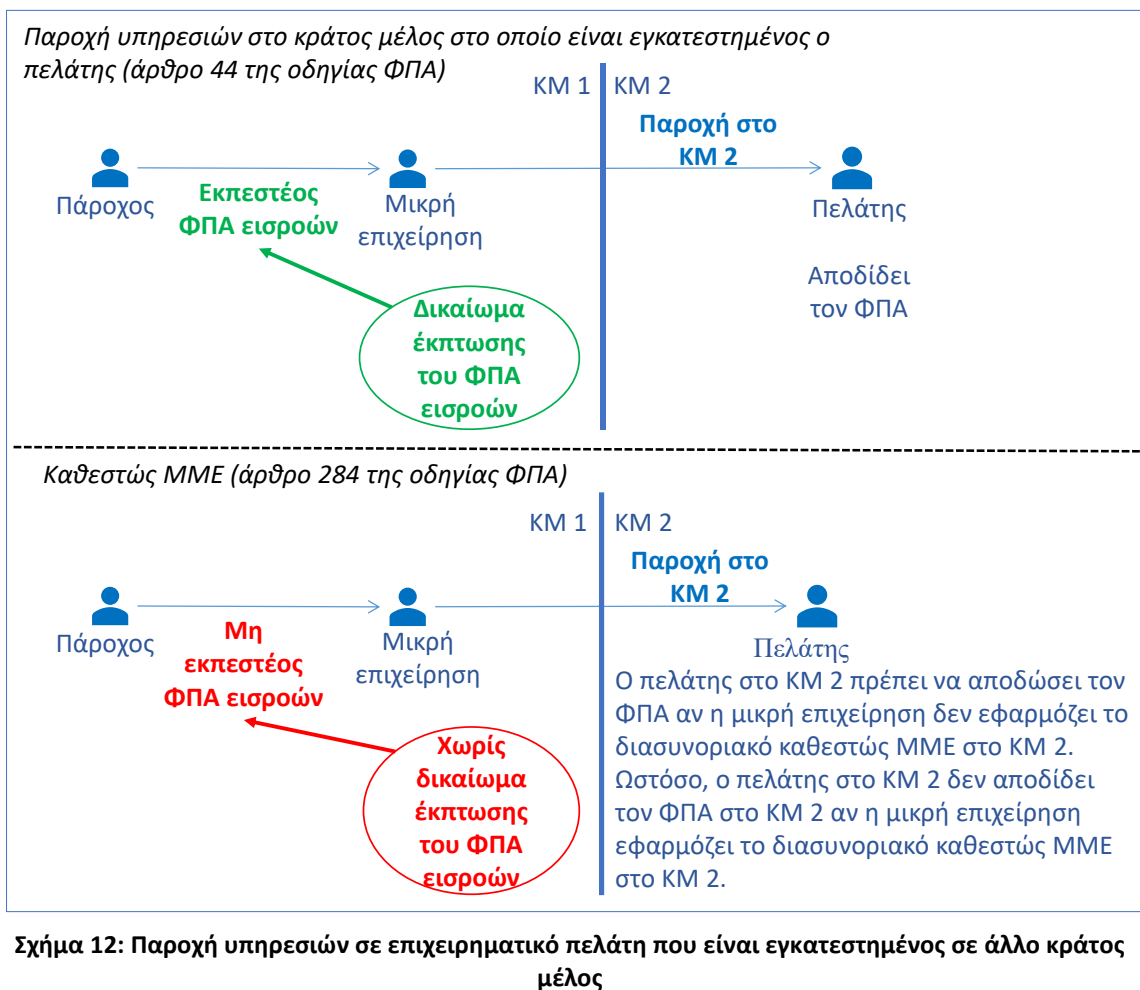 Παροχή υπηρεσιών στο κράτος μέλος στο οποίο είναι εγκατεστημένος ο
πελάτης (άρθρο 44 της οδηγίας ΦΠΑ)
ΚΜ 1
ΚΜ 2
Παροχή στο
ΚΜ 2
Πάροχος
Εκπεστέος
ΦΠΑ εισροών
Μικρή
επιχείρηση
Πελάτης
Αποδίδει
τον ΦΠΑ
Δικαίωμα
έκπτωσης
του ΦΠΑ
εισροών
Καθεστώς ΜΜΕ (άρθρο 284 της οδηγίας ΦΠΑ)
ΚΜ 1
ΚΜ 2
Παροχή στο
ΚΜ 2
Πάροχος
Μη
εκπεστέος
ΦΠΑ εισροών
Μικρή
επιχείρηση
Πελάτης
Ο πελάτης στο ΚΜ 2 πρέπει να αποδώσει τον
ΦΠΑ αν η μικρή επιχείρηση δεν εφαρμόζει το
διασυνοριακό καθεστώς ΜΜΕ στο ΚΜ 2.
Ωστόσο, ο πελάτης στο ΚΜ 2 δεν αποδίδει
τον ΦΠΑ στο ΚΜ 2 αν η μικρή επιχείρηση
εφαρμόζει το διασυνοριακό καθεστώς ΜΜΕ
στο ΚΜ 2.
Χωρίς
δικαίωμα
έκπτωσης
του ΦΠΑ
εισροών
Σχήμα 12: Παροχή υπηρεσιών σε επιχειρηματικό πελάτη που είναι εγκατεστημένος σε άλλο κράτος
μέλος